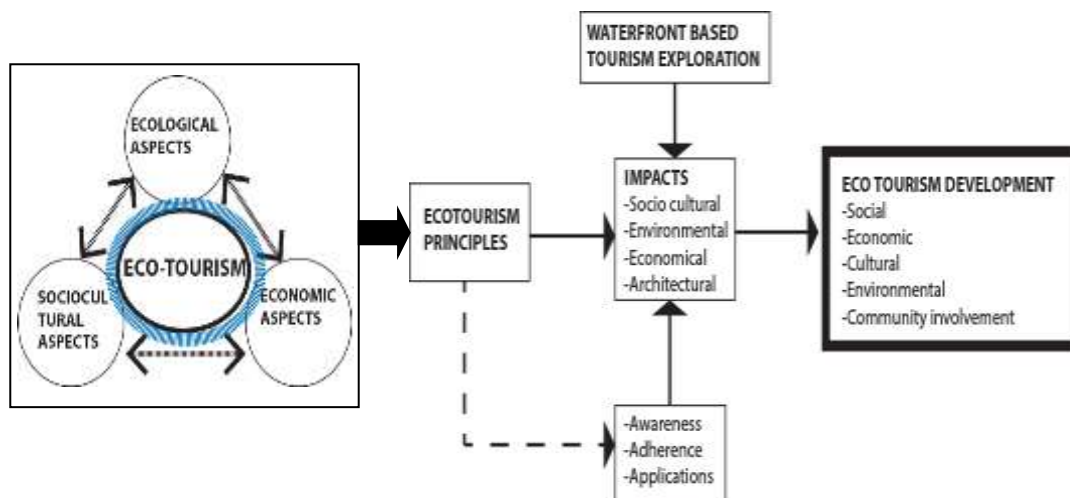 ECOLOGICAL
ASPECTS
ECO-TOURISM
SOCIOCUL
TURAL
ASPECTS
ECONOMIC
ASPECTS
ECOTOURISM
PRINCIPLES
WATERFRONT BASED
TOURISM EXPLORATION
IMPACTS
-Socio cultural
-Environmental
-Economical
-Architectural
-Awareness
-Adherence
-Applications
ECO TOURISM DEVELOPMENT
-Social
-Economic
-Cultural
-Environmental
-Community involvement